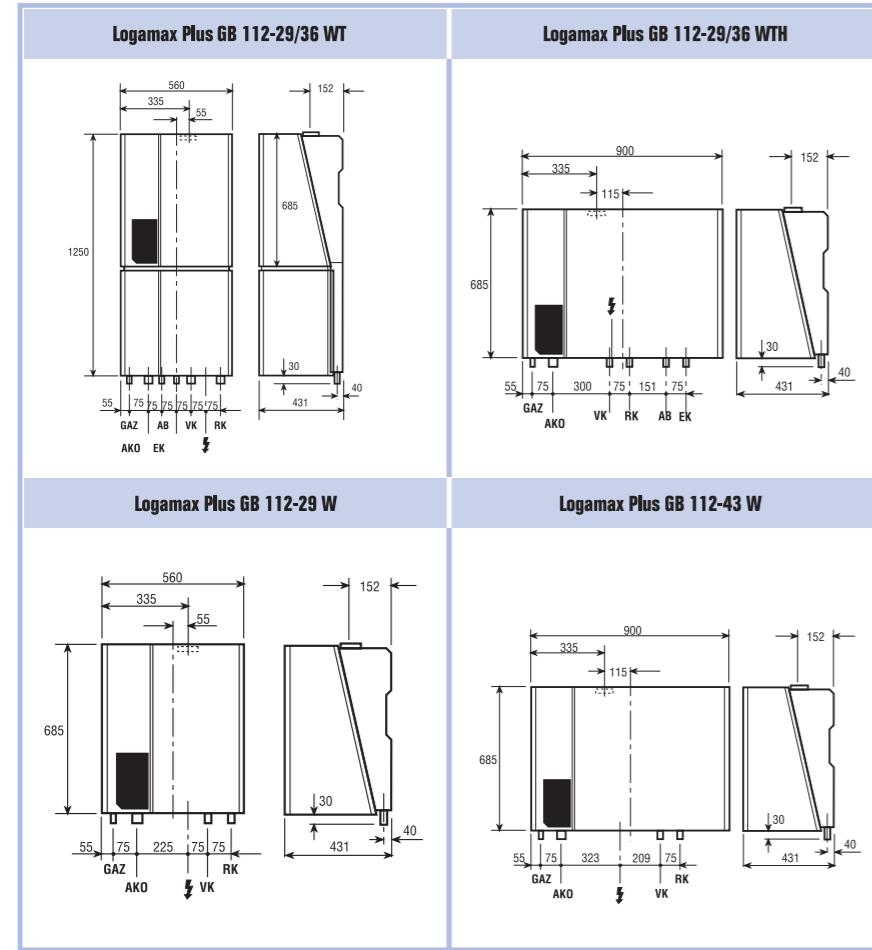 Logamax Plus GB 112-29/36 WT
560
152
335
55
685
1250
30
40
55 75 75 75 75 75 75
431
GAZ AB VK RK
AKO EK
Logamax Plus GB 112-29/36 WTH
900
152
335
115
685
30
40
55 75 300 75 151 75
431
GAZ VK RK AB EK
AKO
Logamax Plus GB 112-29 W
560
152
335
55
685
30
40
55 75 225 75 75
431
GAZ RK
AKO VK
Logamax Plus GB 112-43 W
900
152
335
115
685
30
40
55 75 323 209 75
431
GAZ RK
AKO VK